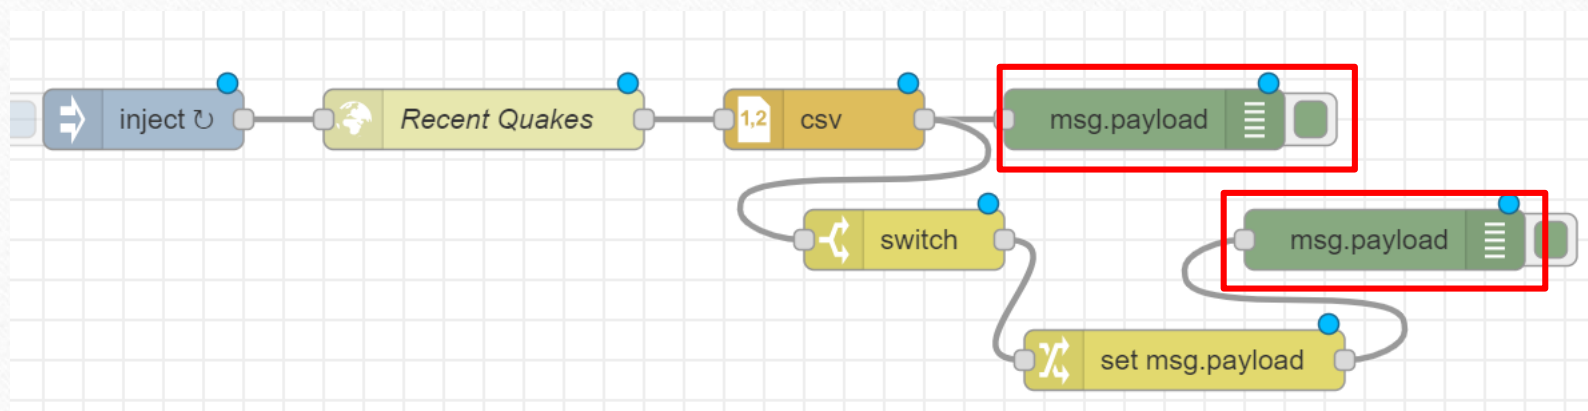 inject ↻
Recent Quakes
1,2
csv
msg.payload
switch
msg.payload
set msg.payload